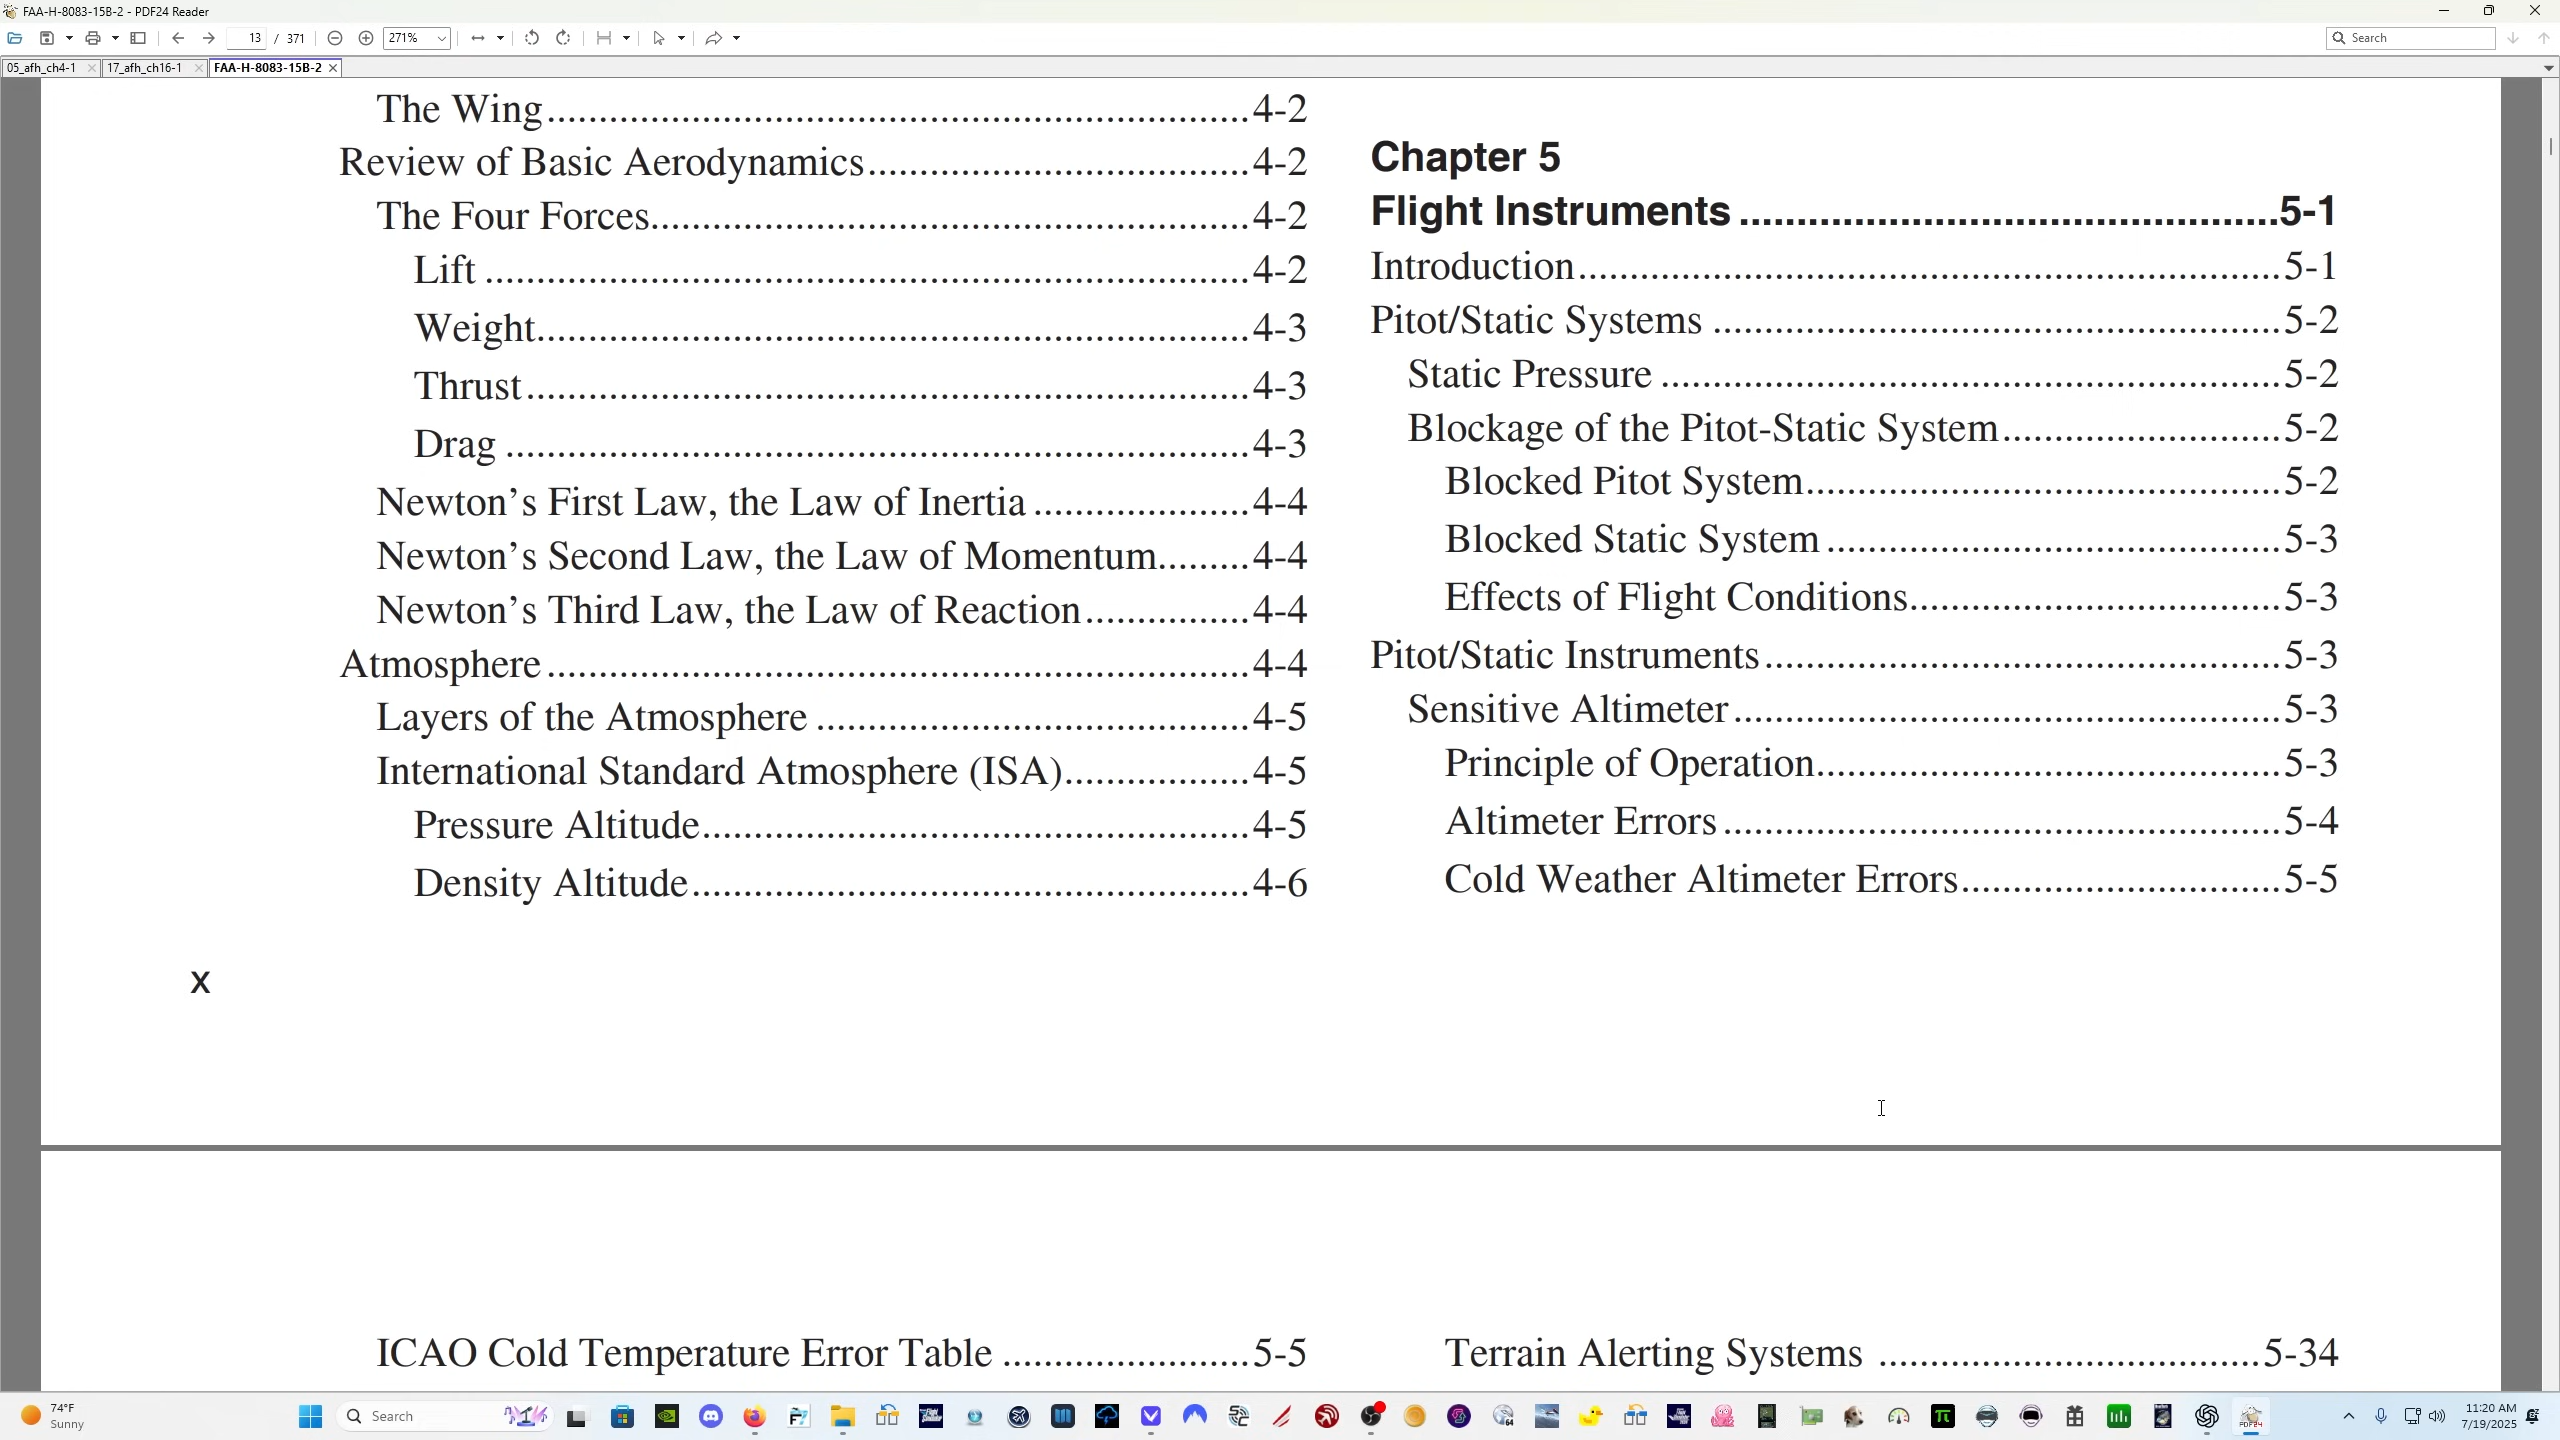 FAA-H-8083-15B-2 - PDF24 Reader
13 / 371
271%
Search
05_afh_ch4-1
17_afh_ch16-1
FAA-H-8083-15B-2
The Wing....................................................................4-2
Review of Basic Aerodynamics.....................................4-2
The Four Forces..........................................................4-2
Lift ..........................................................................4-2
Weight.....................................................................4-3
Thrust......................................................................4-3
Drag ........................................................................4-3
Newton's First Law, the Law of Inertia .....................4-4
Newton's Second Law, the Law of Momentum.........4-4
Newton's Third Law, the Law of Reaction................4-4
Atmosphere....................................................................4-4
Layers of the Atmosphere ..........................................4-5
International Standard Atmosphere (ISA)..................4-5
Pressure Altitude.....................................................4-5
Density Altitude......................................................4-6
x
Chapter 5
Flight Instruments ...............................................5-1
Introduction....................................................................5-1
Pitot/Static Systems .......................................................5-2
Static Pressure ............................................................5-2
Blockage of the Pitot-Static System...........................5-2
Blocked Pitot System..............................................5-2
Blocked Static System ............................................5-3
Effects of Flight Conditions....................................5-3
Pitot/Static Instruments..................................................5-3
Sensitive Altimeter.....................................................5-3
Principle of Operation.............................................5-3
Altimeter Errors ......................................................5-4
Cold Weather Altimeter Errors...............................5-5
ICAO Cold Temperature Error Table ........................5-5
Terrain Alerting Systems .....................................5-34
74°F
Sunny
Search
11:20 AM
7/19/2025